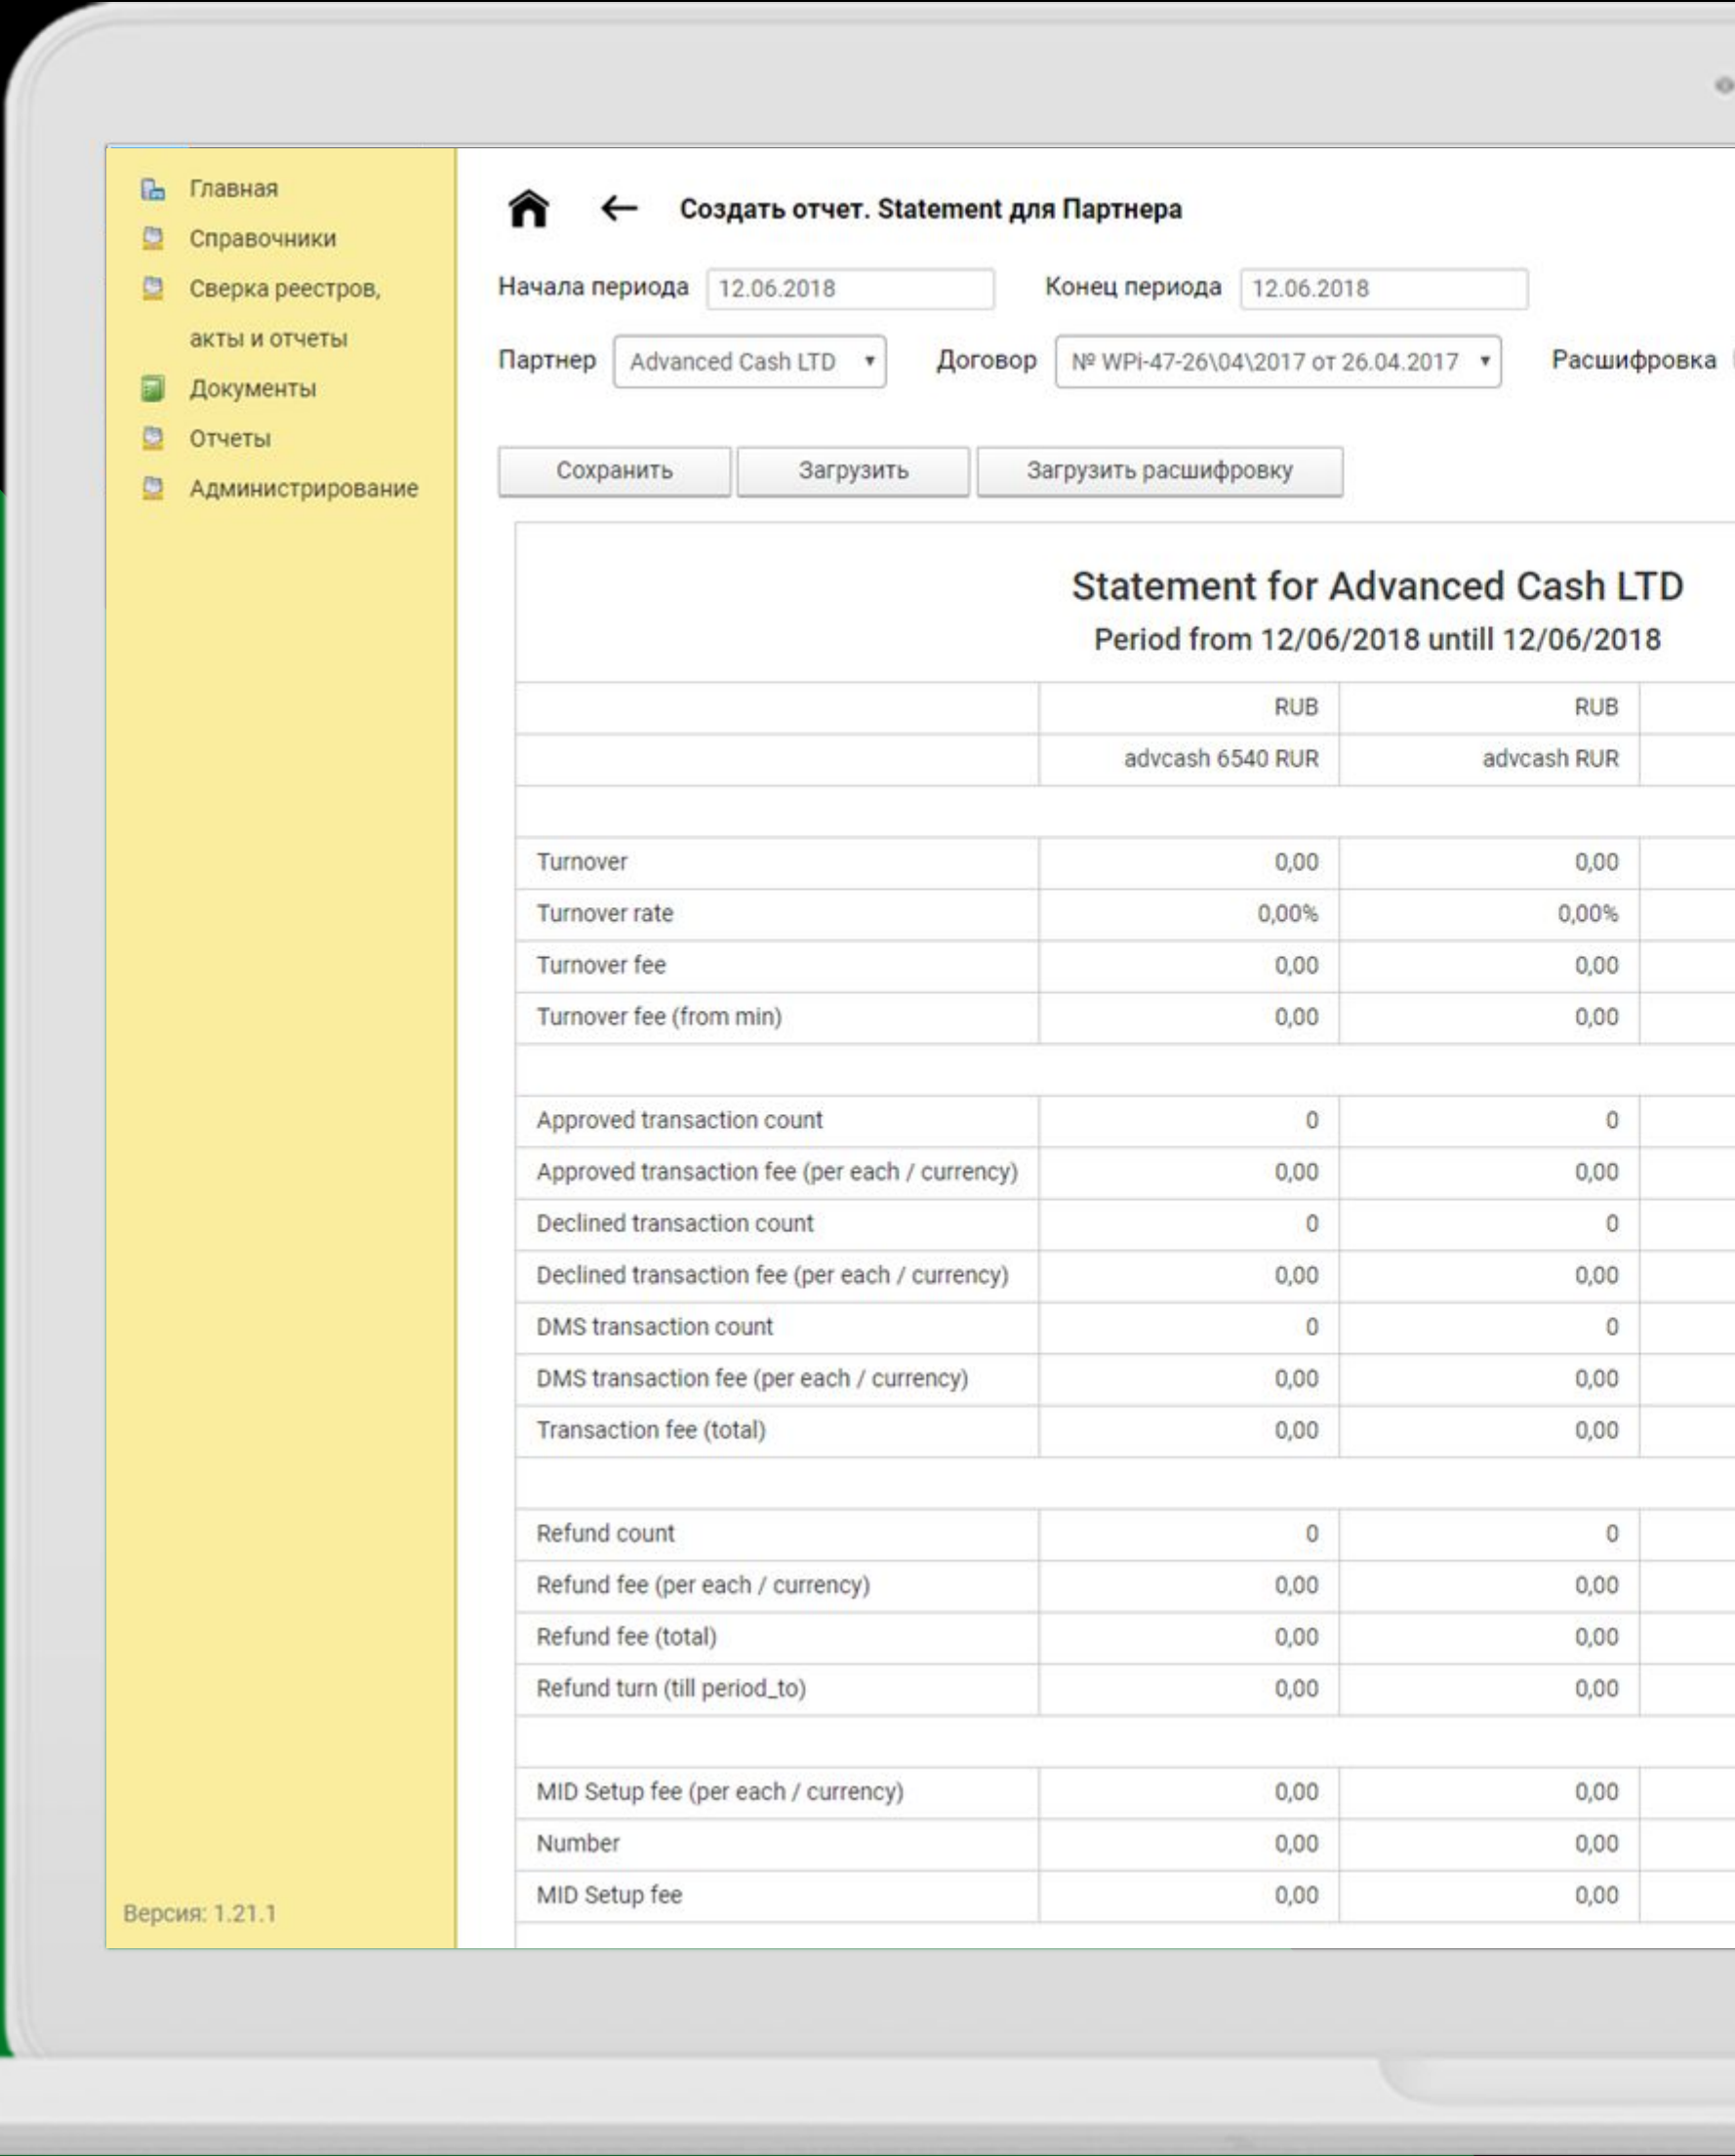 Главная
Справочники
Сверка реестров,
акты и отчеты
Документы
Отчеты
Администрирование
Версия: 1.21.1
Создать отчет. Statement для Партнера
Начала периода 12.06.2018 Конец периода 12.06.2018
Партнер Advanced Cash LTD Договор № WPi-47-26\04\2017 от 26.04.2017 Расшифровка
Сохранить Загрузить Загрузить расшифровку
Statement for Advanced Cash LTD
Period from 12/06/2018 untill 12/06/2018
RUB RUB
advcash 6540 RUR advcash RUR
Turnover 0,00 0,00
Turnover rate 0,00% 0,00%
Turnover fee 0,00 0,00
Turnover fee (from min) 0,00 0,00
Approved transaction count 0 0
Approved transaction fee (per each / currency) 0,00 0,00
Declined transaction count 0 0
Declined transaction fee (per each / currency) 0,00 0,00
DMS transaction count 0 0
DMS transaction fee (per each / currency) 0,00 0,00
Transaction fee (total) 0,00 0,00
Refund count 0 0
Refund fee (per each / currency) 0,00 0,00
Refund fee (total) 0,00 0,00
Refund turn (till period_to) 0,00 0,00
MID Setup fee (per each / currency) 0,00 0,00
Number 0,00 0,00
MID Setup fee 0,00 0,00